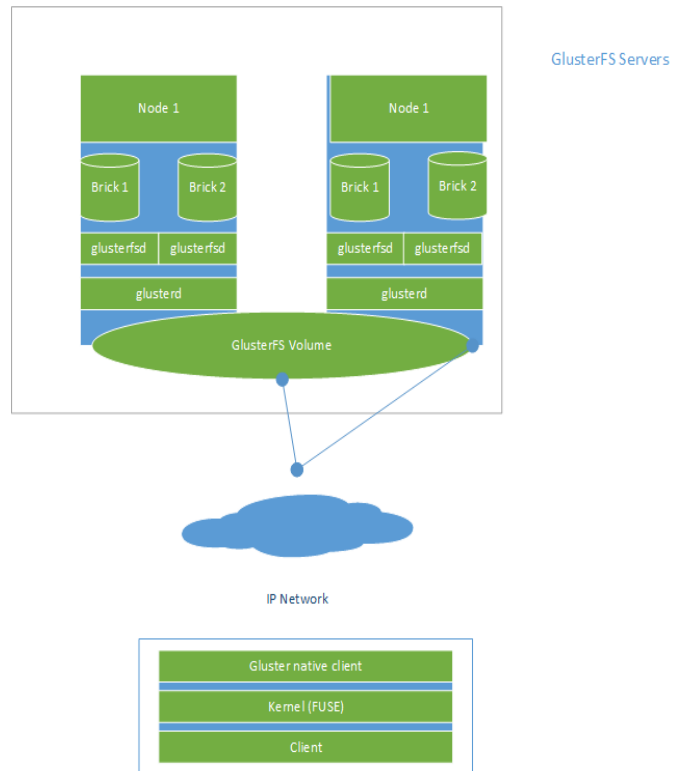 GlusterFS Servers
Node 1
Node 1
Brick 1
Brick 2
Brick 1
Brick 2
glusterfsd
glusterfsd
glusterfsd
glusterfsd
glusterd
glusterd
GlusterFS Volume
IP Network
Gluster native client
Kernel (FUSE)
Client